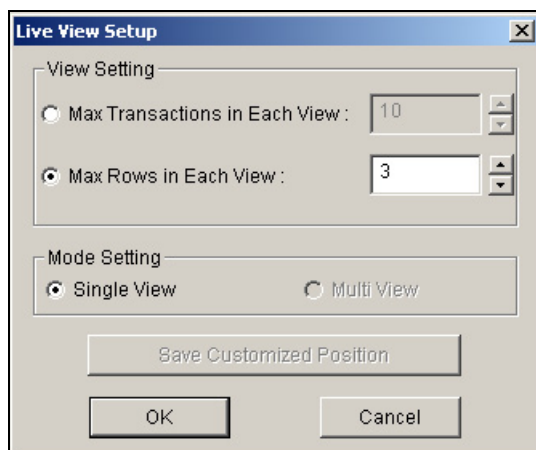 Live View Setup
View Setting
Max Transactions in Each View : 10
Max Rows in Each View : 3
Mode Setting
Single View Multi View
Save Customized Position
OK Cancel